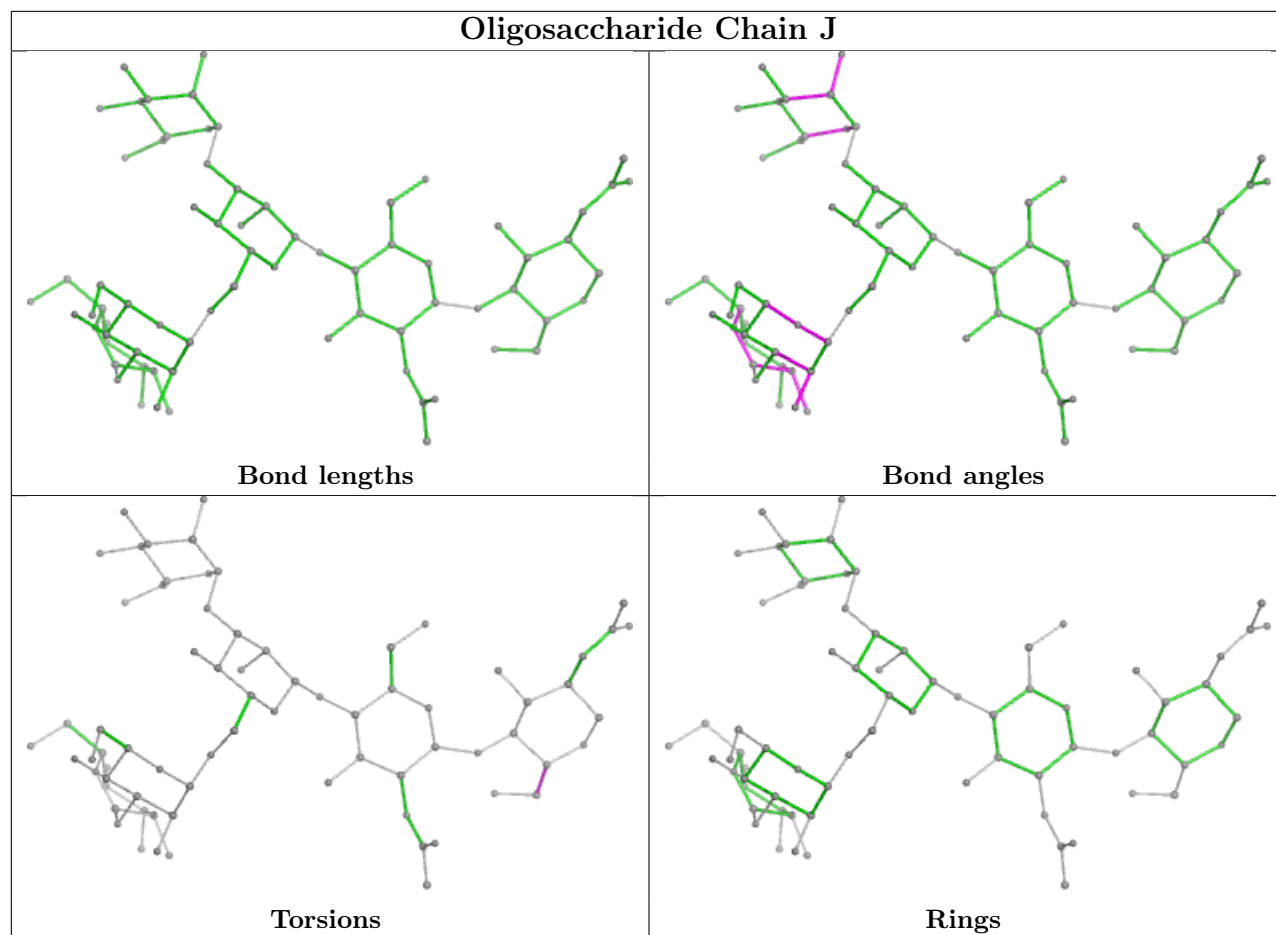 Oligosaccharide Chain J
Bond lengths
Bond angles
Torsions
Rings